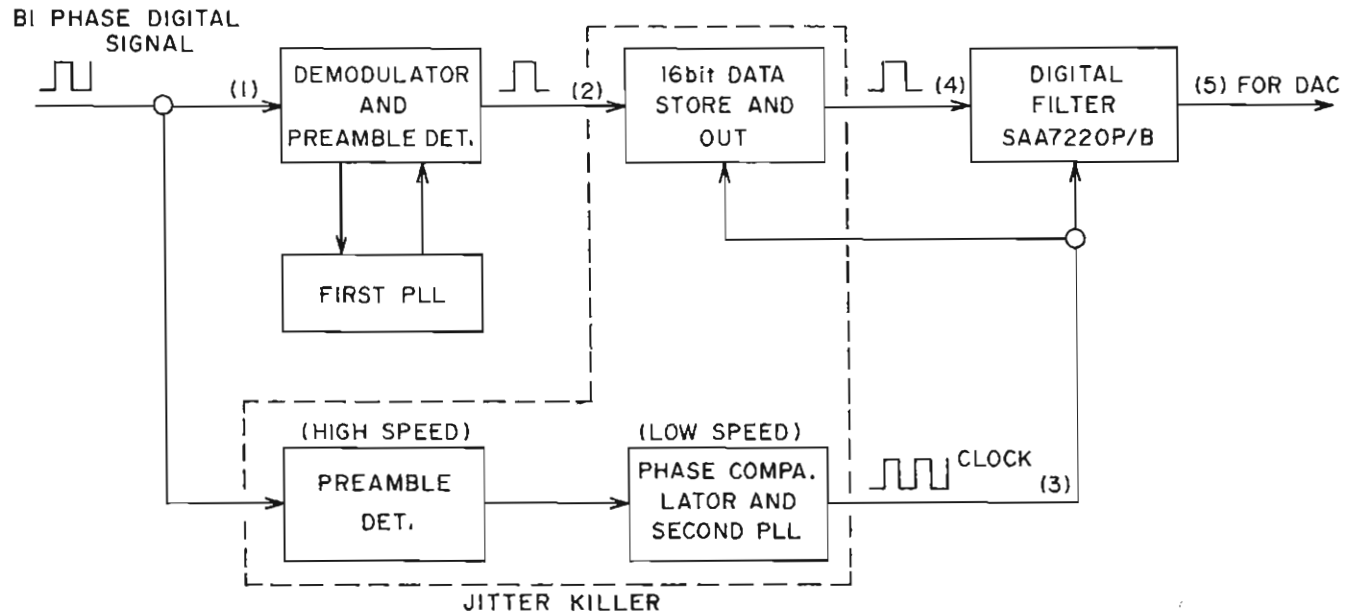 BI PHASE DIGITAL
SIGNAL
(1)
DEMODULATOR
AND
PREAMBLE DET.
(2)
16bit DATA
STORE AND
OUT
(4)
DIGITAL
FILTER
SAA7220P/B
(5) FOR DAC
FIRST PLL
(HIGH SPEED)
PREAMBLE
DET.
(LOW SPEED)
PHASE COMPA.
LATOR AND
SECOND PLL
CLOCK
(3)
JITTER KILLER